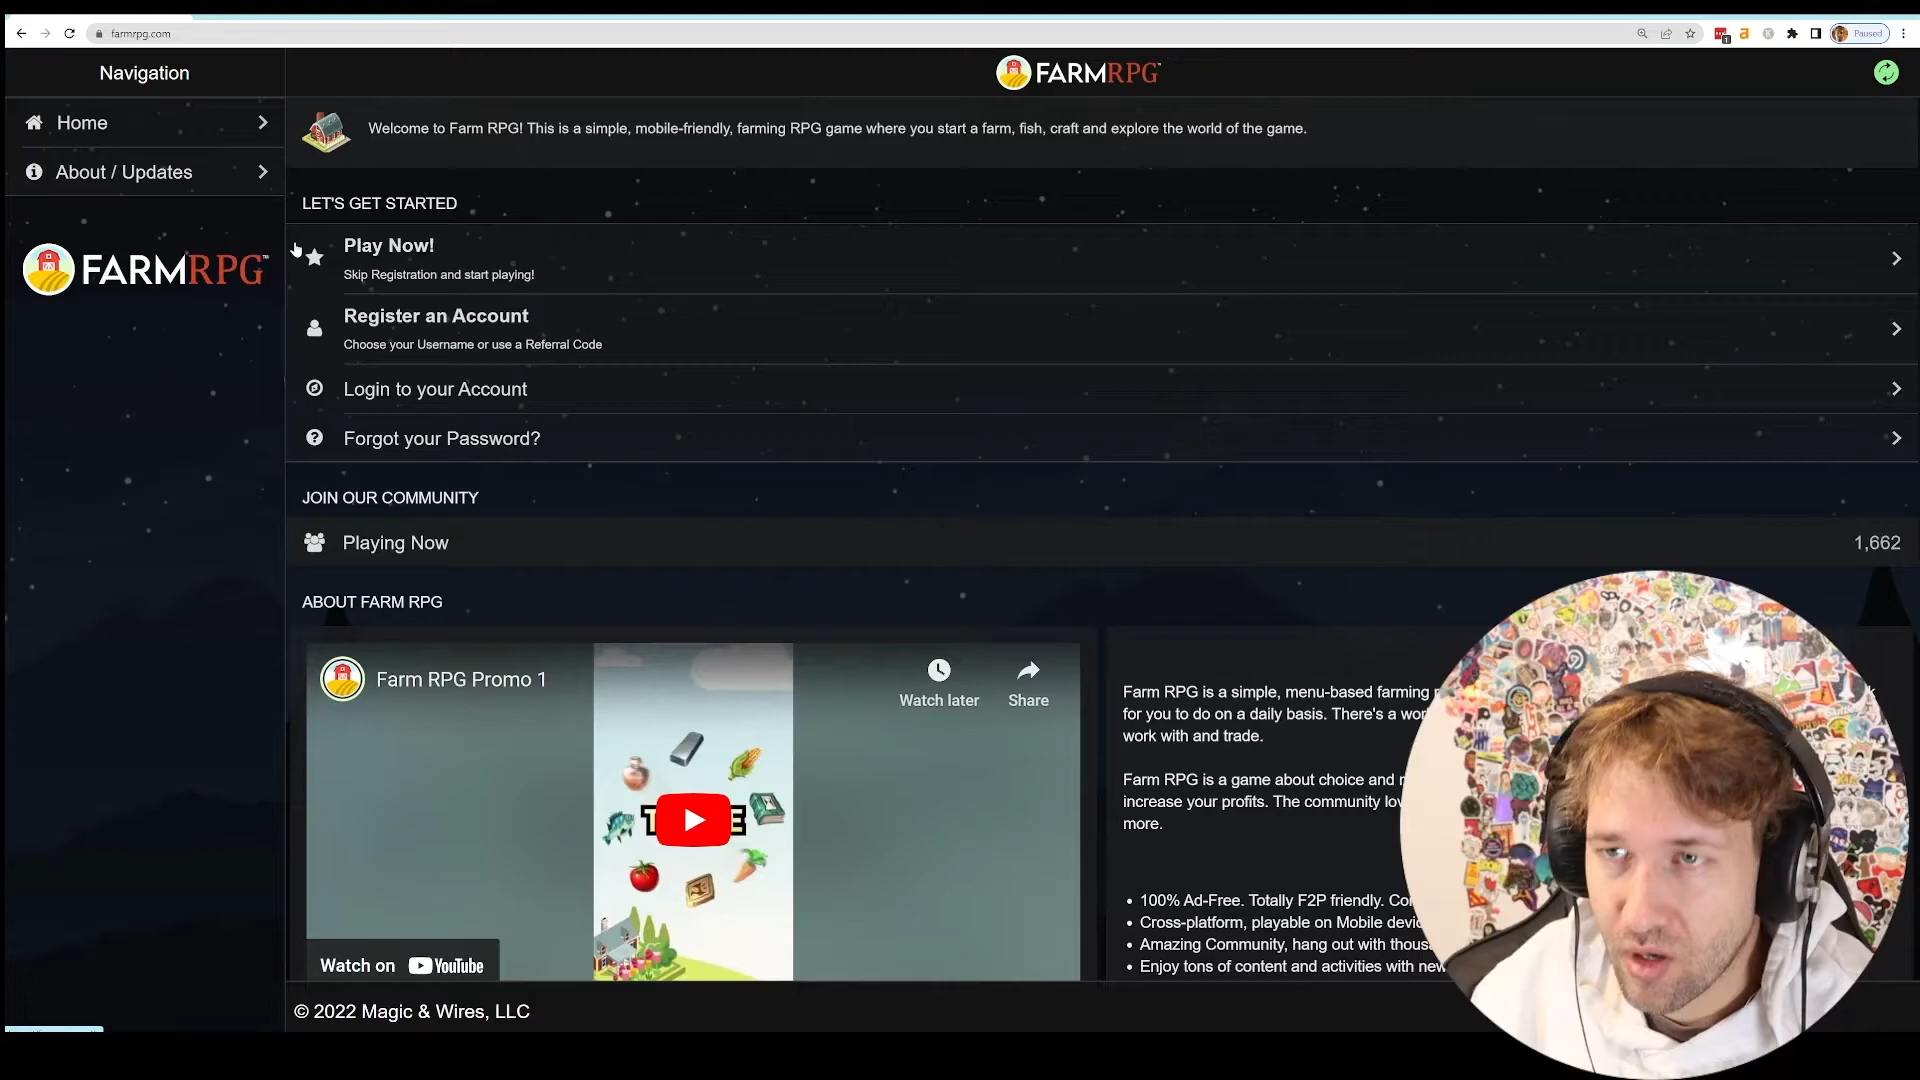 farmrpg.com
Paused
Navigation
FARMRPG
Home
About / Updates
FARMRPG
Welcome to Farm RPG! This is a simple, mobile-friendly, farming RPG game where you start a farm, fish, craft and explore the world of the game.
LET'S GET STARTED
Play Now!
Skip Registration and start playing!
Register an Account
Choose your Username or use a Referral Code
Login to your Account
Forgot your Password?
JOIN OUR COMMUNITY
Playing Now
1,662
ABOUT FARM RPG
Farm RPG Promo 1
Watch later
Share
Watch on YouTube
Farm RPG is a simple, menu-based farming
for you to do on a daily basis. There's a
work with and trade.
Farm RPG is a game about choice and
increase your profits. The community
more.
• 100% Ad-Free. Totally F2P friendly.
• Cross-platform, playable on Mobile
• Amazing Community, hang out with
• Enjoy tons of content and activities with new
© 2022 Magic & Wires, LLC